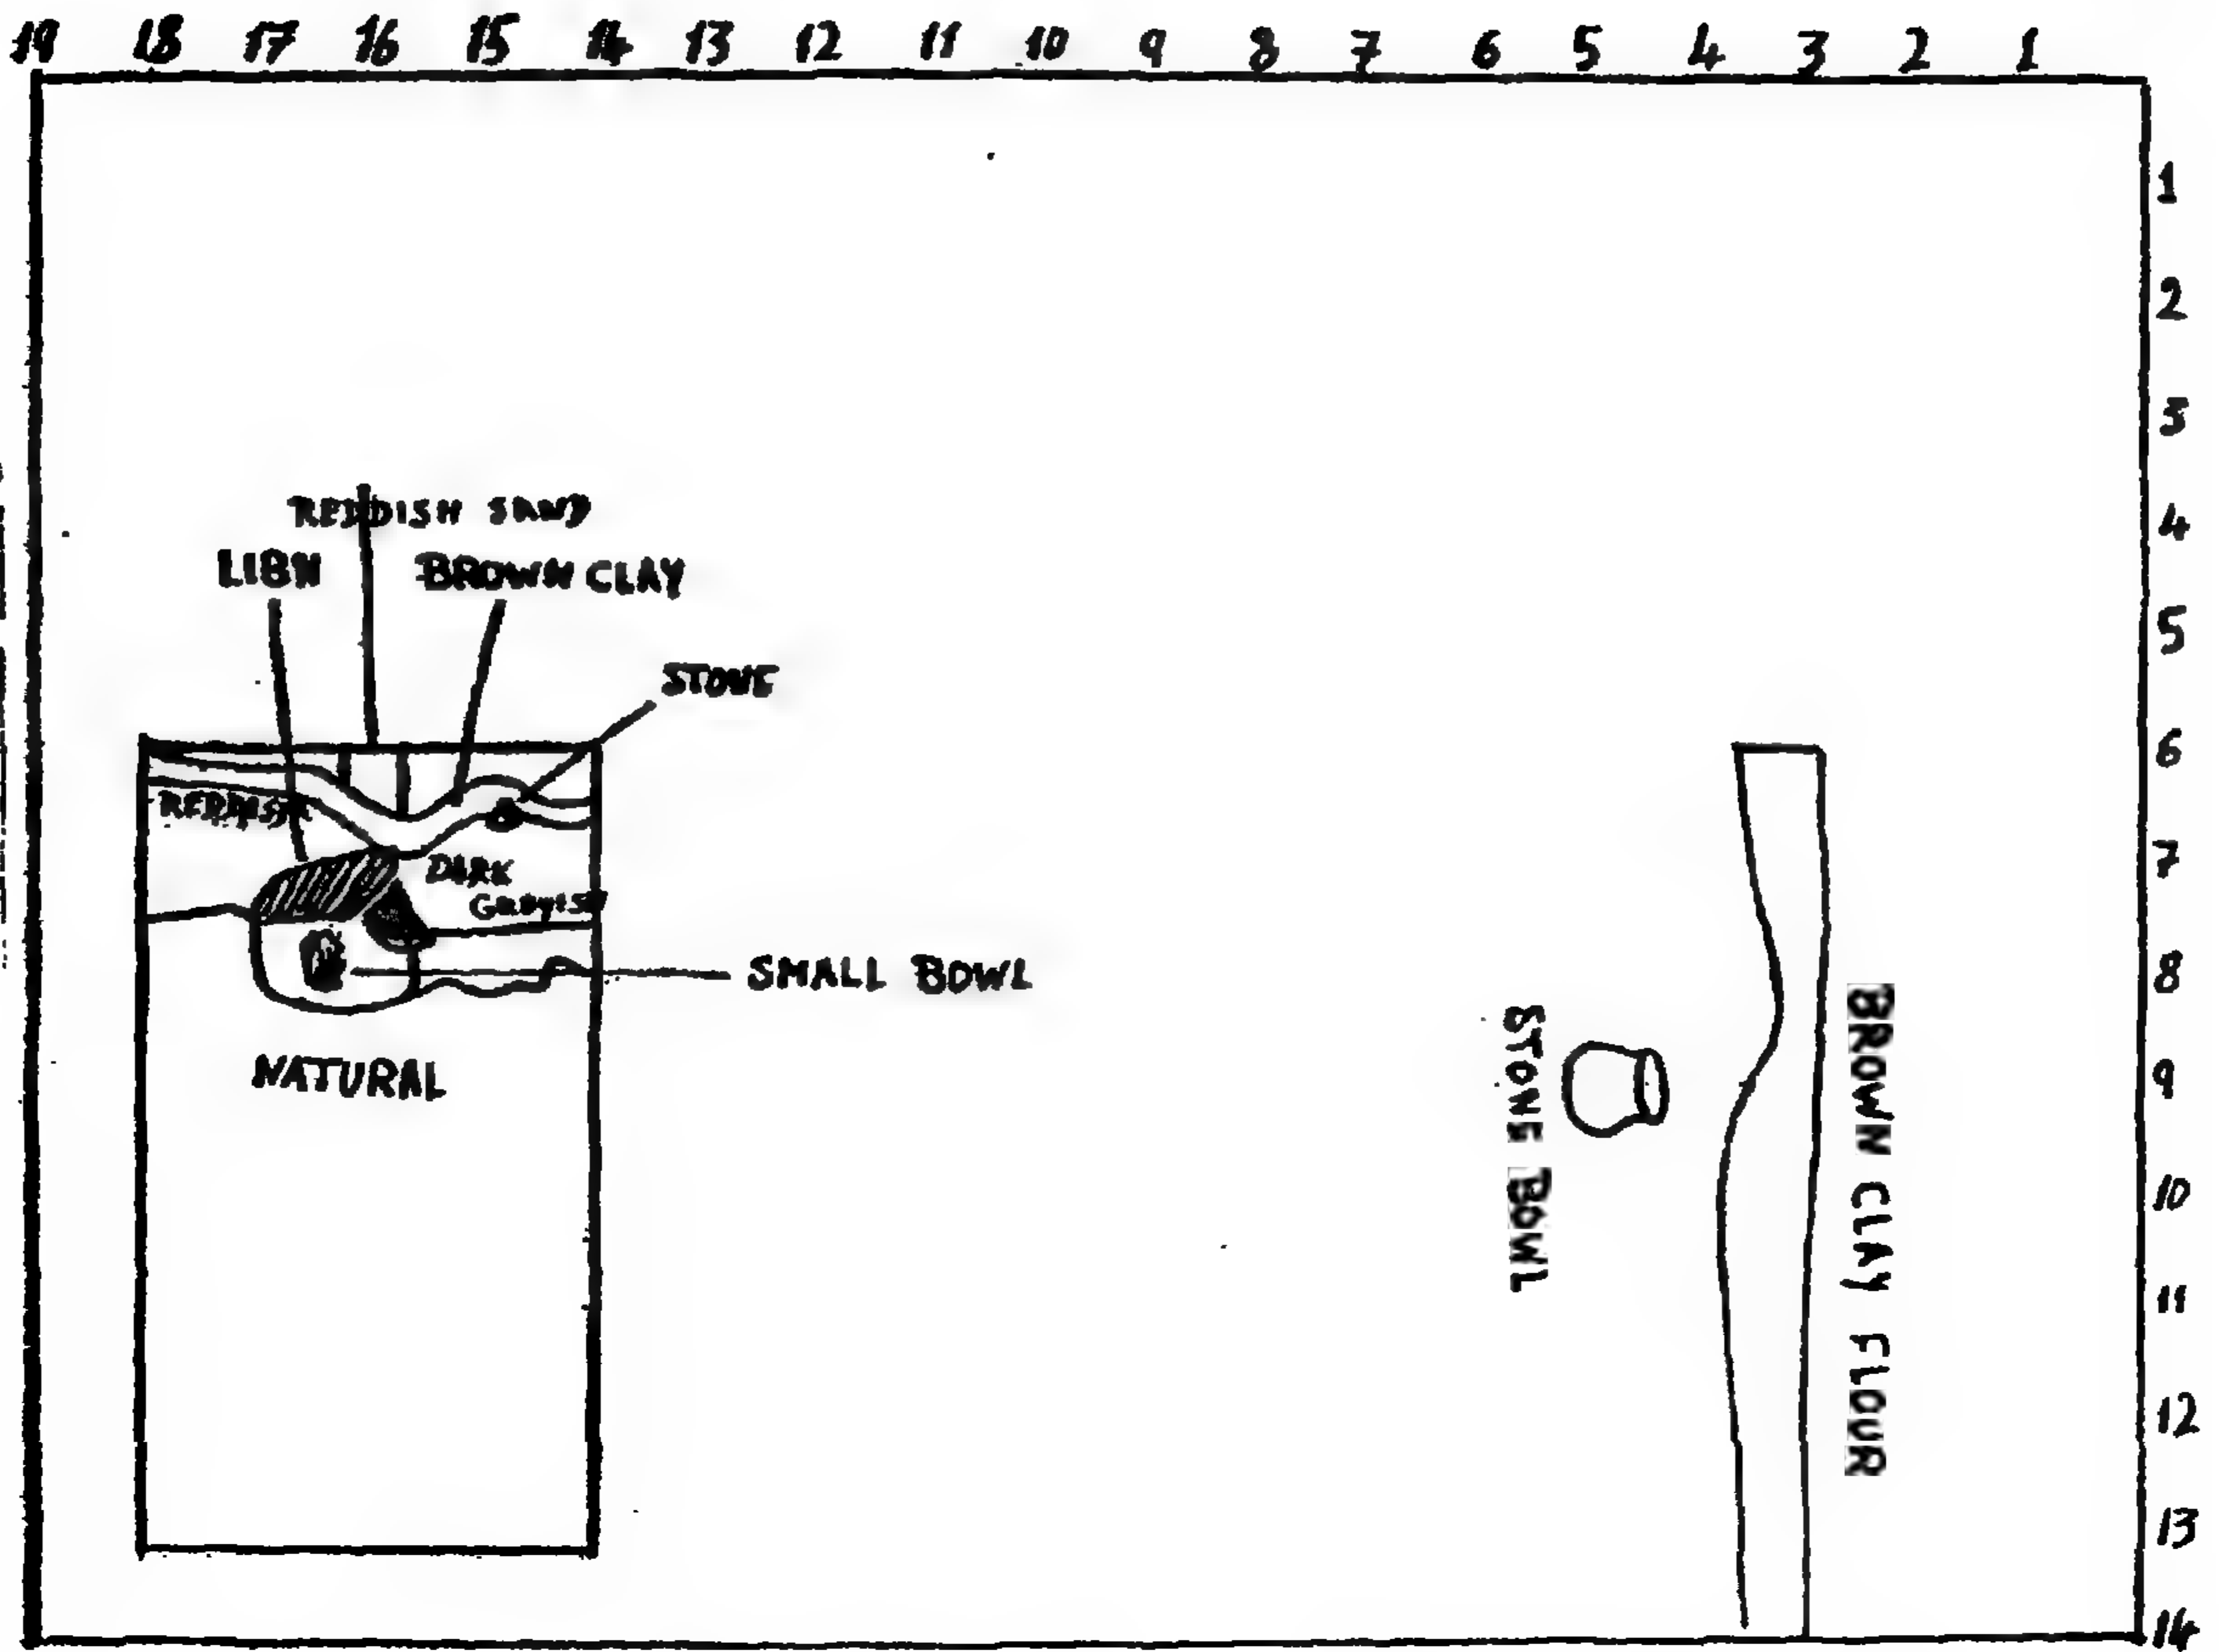 19 18 17 16 15 14 13 12 11 10 9 8 7 6 5 4 3 2 1
1
2
3
REDDISH SAND
4
LIBN
BROWN CLAY
5
STONE
6
REDDISH
7
DARK
GREYISH
8
SMALL BOWL
NATURAL
9
STONE BOWL
BROWN CLAY FLOUR
10
11
12
13
14